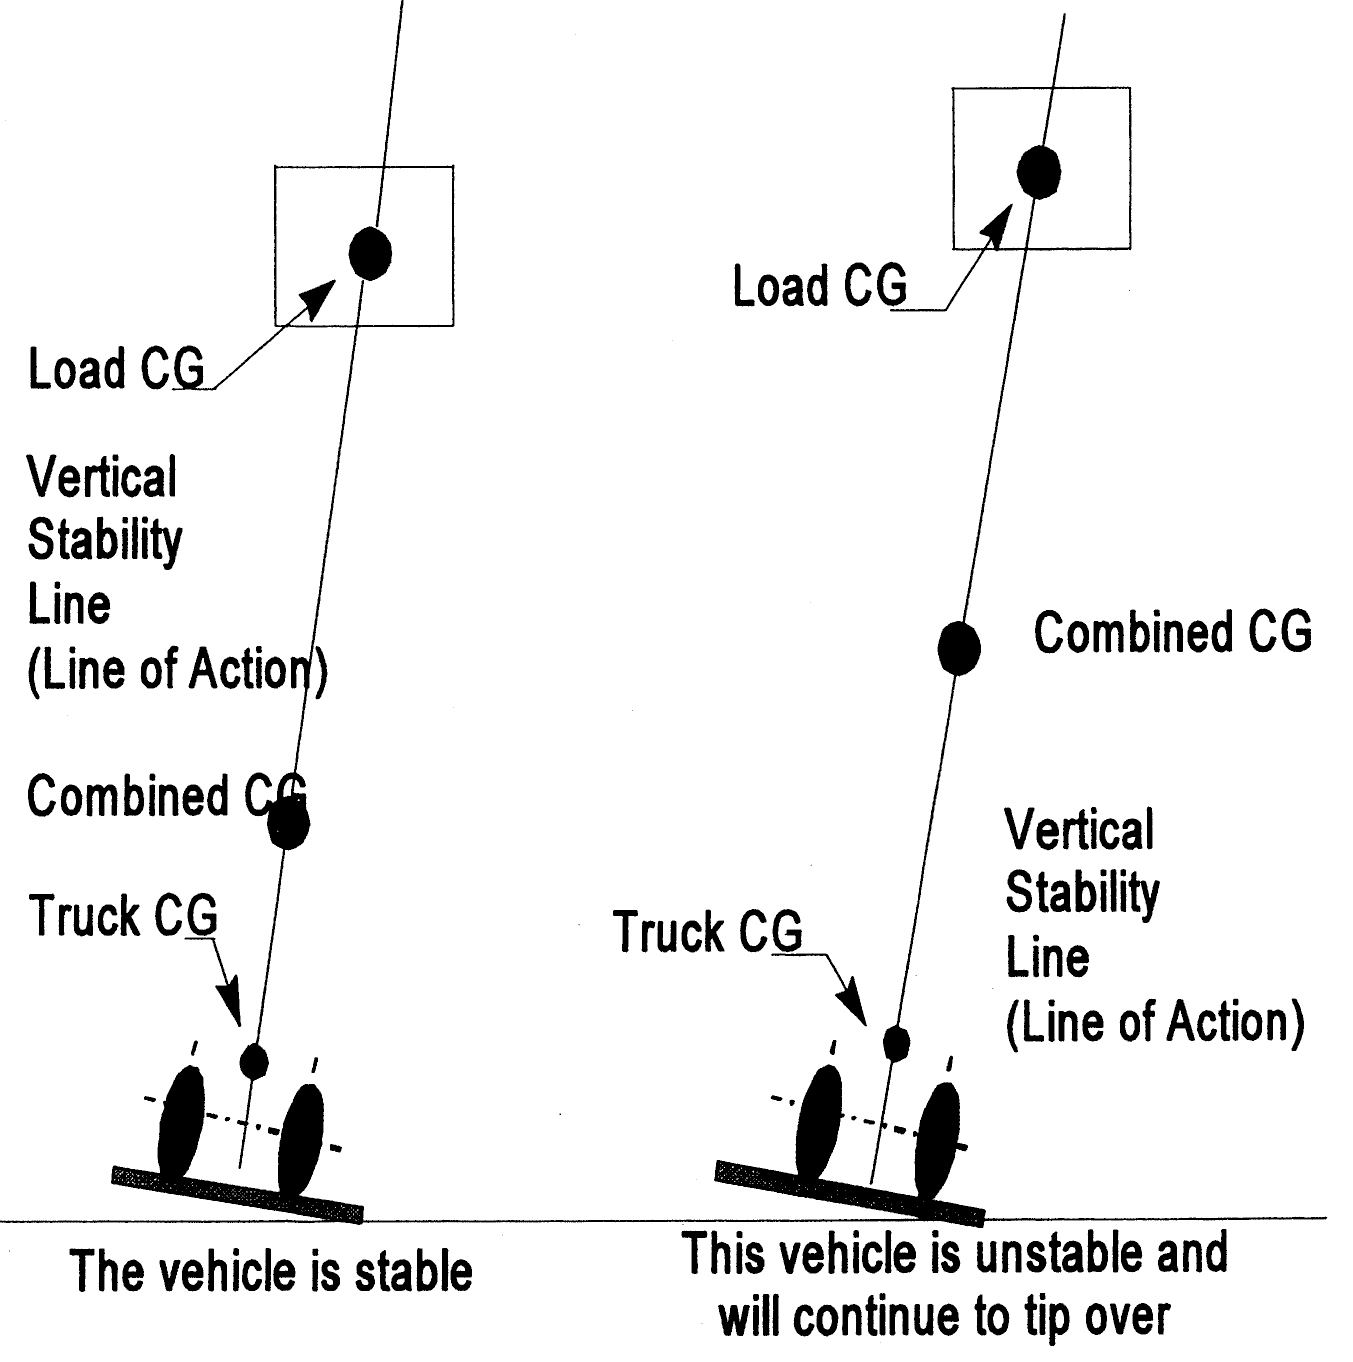 Load CG
Vertical
Stability
Line
(Line of Action)
Combined CG
Truck CG
The vehicle is stable
Load CG
Combined CG
Vertical
Stability
Line
(Line of Action)
Truck CG
This vehicle is unstable and
will continue to tip over